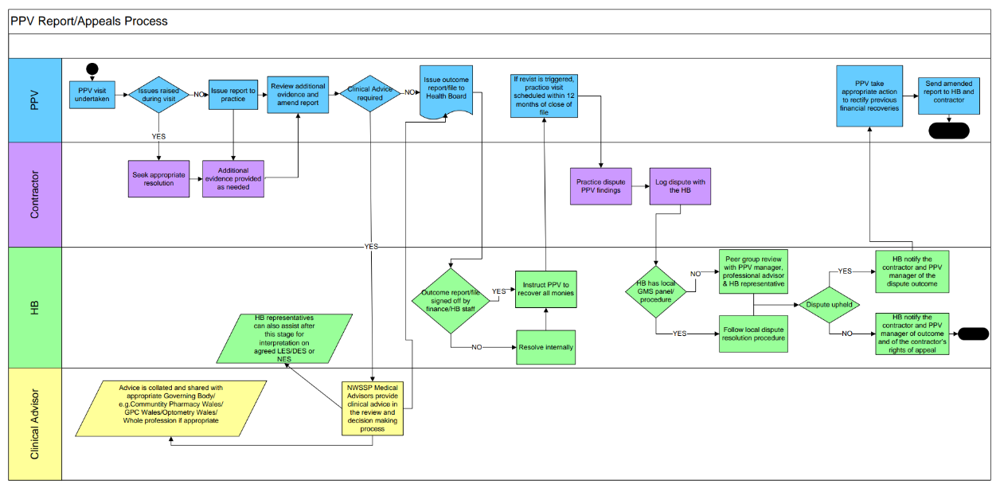 PPV Report/Appeals Process
PPV
PPV visit
undertaken
Issues raised
during visit
NO
Issue report to
practice
Review additional
evidence and
amend report
Clinical Advice
required
NO
Issue outcome
report/file to
Health Board
If revist is triggered,
practice visit
scheduled within 12
months of close of
file
PPV take
appropriate action
to rectify previous
financial recoveries
Send amended
report to HB and
contractor
YES
Contractor
Seek appropriate
resolution
Additional
evidence provided
as needed
Practice dispute
PPV findings
Log dispute with
the HB
YES
HB
Outcome report/file
signed off by
finance/HB staff
YES
Instruct PPV to
recover all monies
NO
Resolve internally
HB has local
GMS panel/
procedure
NO
Peer group review
with PPV manager,
professional advisor
& HB representative
YES
Follow local dispute
resolution procedure
Dispute upheld
YES
HB notify the
contractor and PPV
manager of the
dispute outcome
NO
HB notify the
contractor and PPV
manager of outcome
and of the contractor's
rights of appeal
HB representatives
can also assist after
this stage for
interpretation on
agreed LES/DES or
NES
Clinical Advisor
Advice is collated and shared with
appropriate Governing Body/
e.g.Communtity Pharmacy Wales/
GPC Wales/Optometry Wales/
Whole profession if appropriate
NWSSP Medical
Advisors provide
clinical advice in
the review and
decision making
process